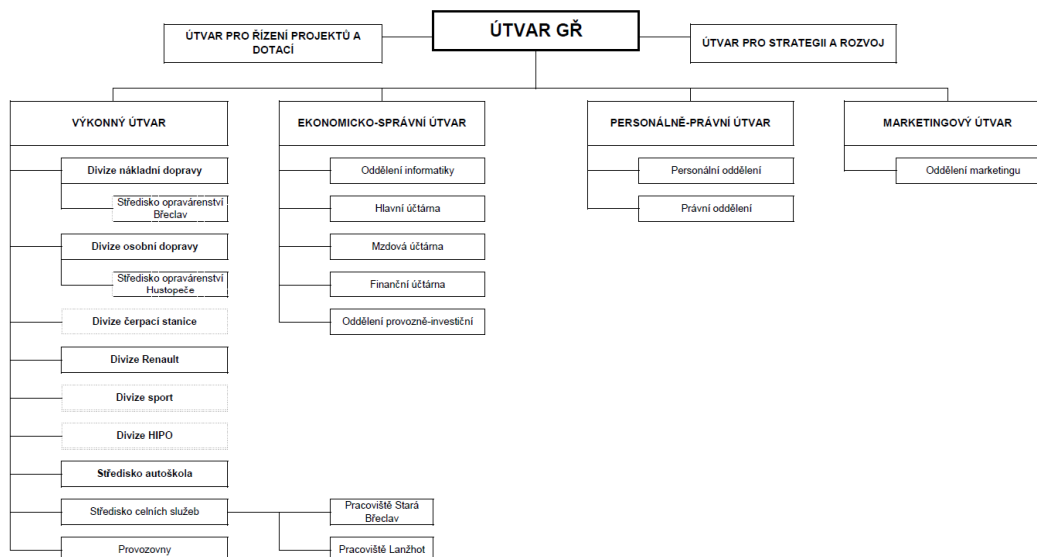 ÚTVAR GŘ
ÚTVAR PRO ŘÍZENÍ PROJEKTŮ A
DOTACÍ
ÚTVAR PRO STRATEGII A ROZVOJ
VÝKONNÝ ÚTVAR
Divize nákladní dopravy
Středisko opravárenství
Břeclav
Divize osobní dopravy
Středisko opravárenství
Hustopeče
Divize čerpací stanice
Divize Renault
Divize sport
Divize HIPO
Středisko autoškola
Středisko celních služeb
Pracoviště Stará
Břeclav
Pracoviště Lanžhot
Provozovny
EKONOMICKO-SPRÁVNÍ ÚTVAR
Oddělení informatiky
Hlavní účtárna
Mzdová účtárna
Finanční účtárna
Oddělení provozně-investiční
PERSONÁLNĚ-PRÁVNÍ ÚTVAR
Personální oddělení
Právní oddělení
MARKETINGOVÝ ÚTVAR
Oddělení marketingu